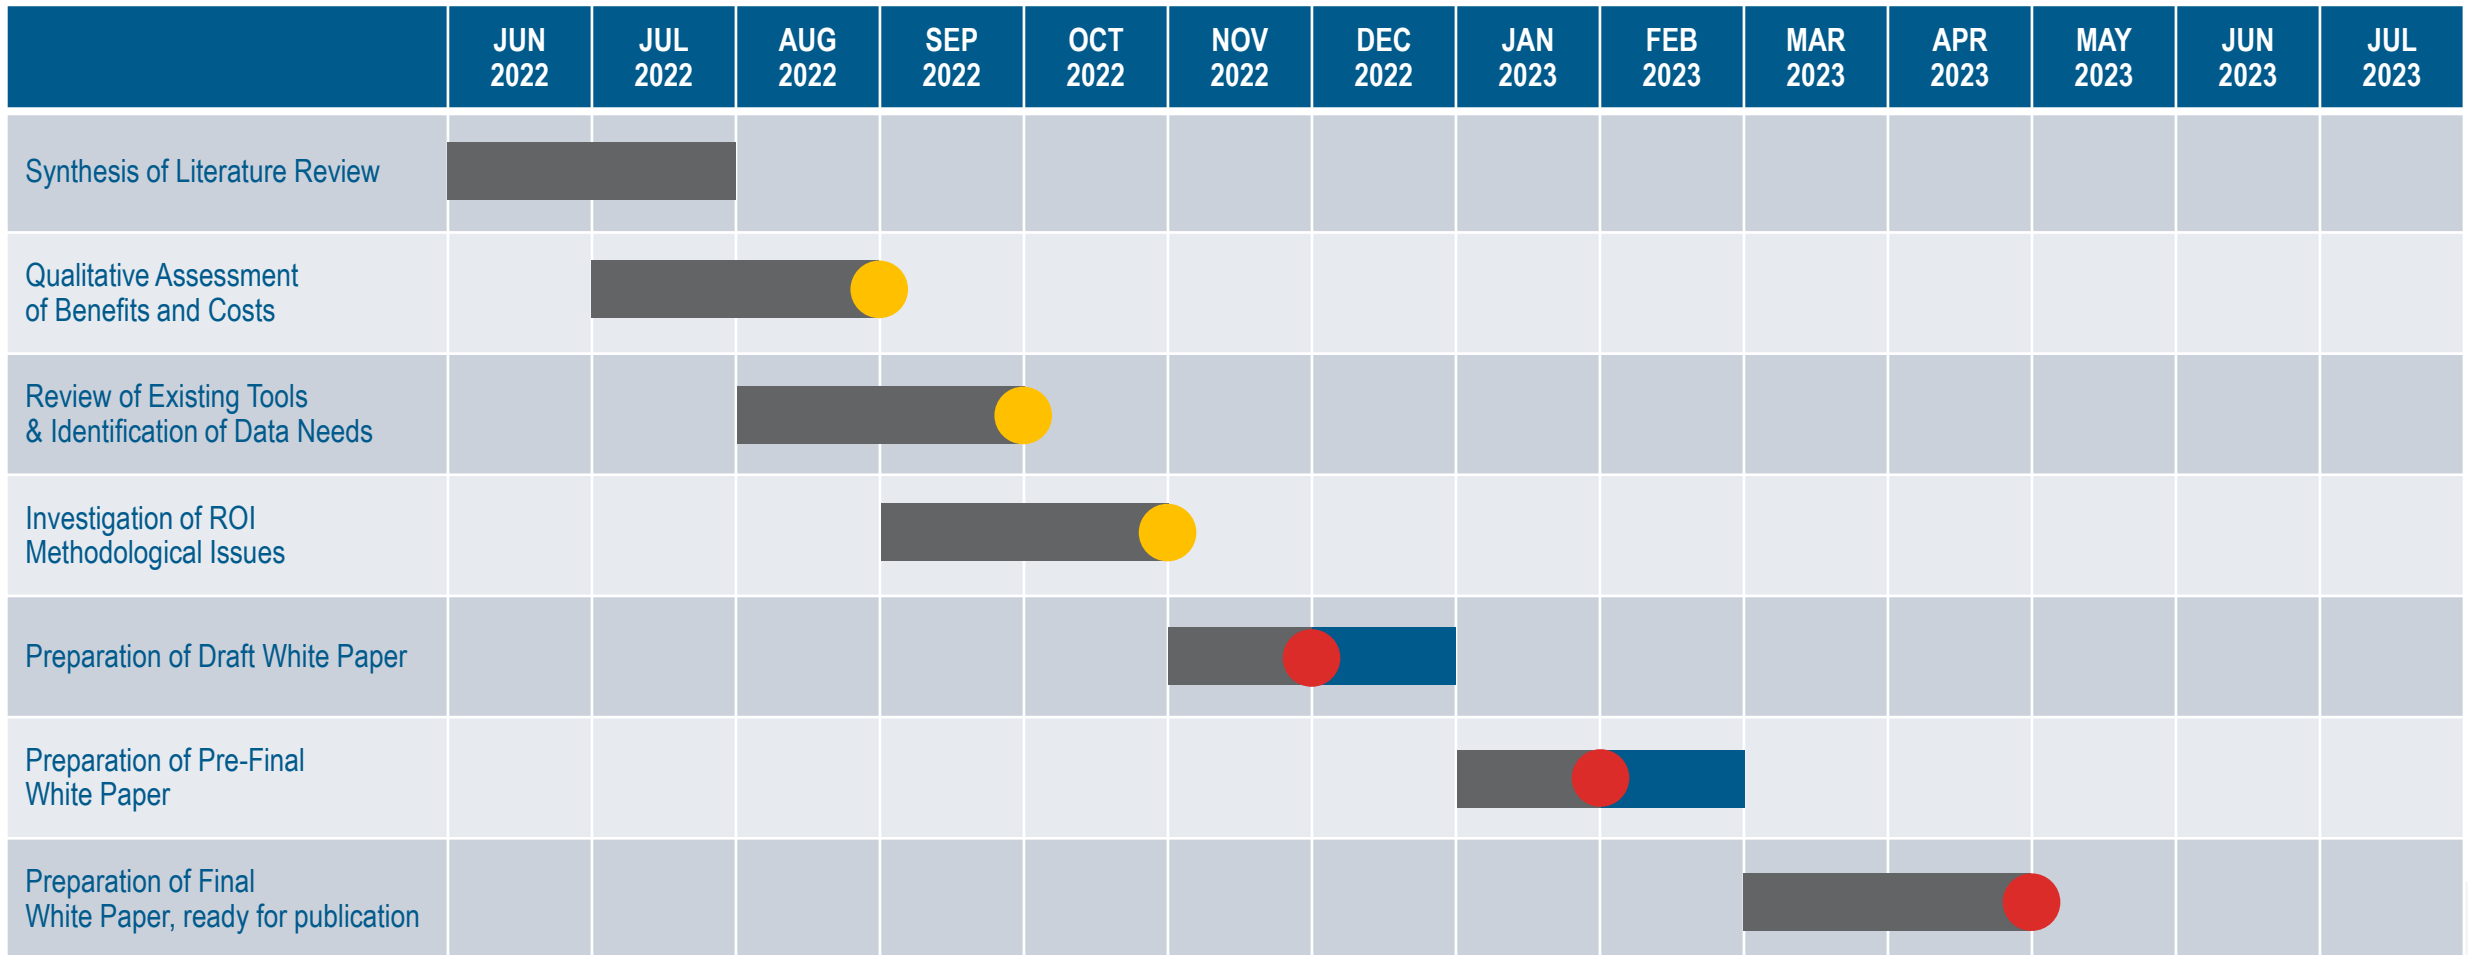 JUN
2022
JUL
2022
AUG
2022
SEP
2022
OCT
2022
NOV
2022
DEC
2022
JAN
2023
FEB
2023
MAR
2023
APR
2023
MAY
2023
JUN
2023
JUL
2023
Synthesis of Literature Review
Qualitative Assessment
of Benefits and Costs
Review of Existing Tools
& Identification of Data Needs
Investigation of ROI
Methodological Issues
Preparation of Draft White Paper
Preparation of Pre-Final
White Paper
Preparation of Final
White Paper, ready for publication